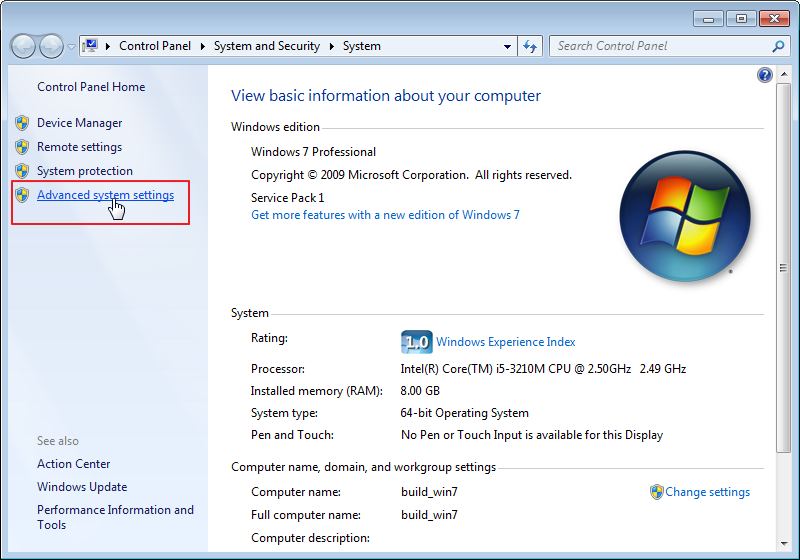 Control Panel System and Security System
Search Control Panel
Control Panel Home
Device Manager
Remote settings
System protection
Advanced system settings
See also
Action Center
Windows Update
Performance Information and
Tools
?
View basic information about your computer
Windows edition
Windows 7 Professional
Copyright © 2009 Microsoft Corporation. All rights reserved.
Service Pack 1
Get more features with a new edition of Windows 7
System
Rating: 1.0 Windows Experience Index
Processor: Intel(R) Core(TM) i5-3210M CPU @ 2.50GHz 2.49 GHz
Installed memory (RAM): 8.00 GB
System type: 64-bit Operating System
Pen and Touch: No Pen or Touch Input is available for this Display
Computer name, domain, and workgroup settings
Computer name: build_win7 Change settings
Full computer name: build_win7
Computer description: